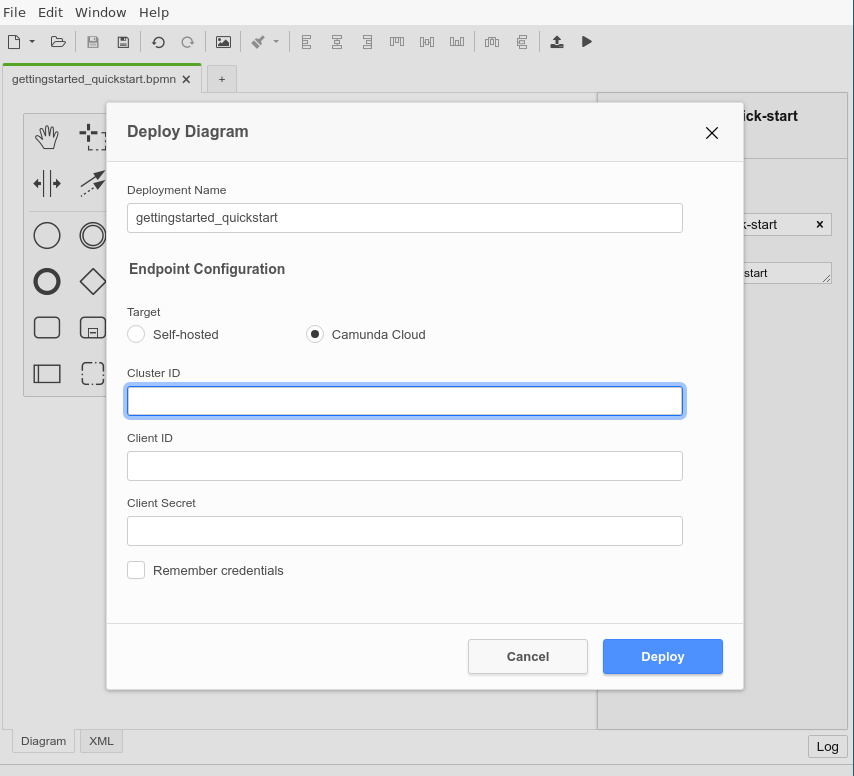 File Edit Window Help
gettingstarted_quickstart.bpmn
+
Deploy Diagram
ick-start
Deployment Name
gettingstarted_quickstart
k-start
Endpoint Configuration
start
Target
Self-hosted Camunda Cloud
Cluster ID
Client ID
Client Secret
Remember credentials
Cancel Deploy
Diagram XML
Log